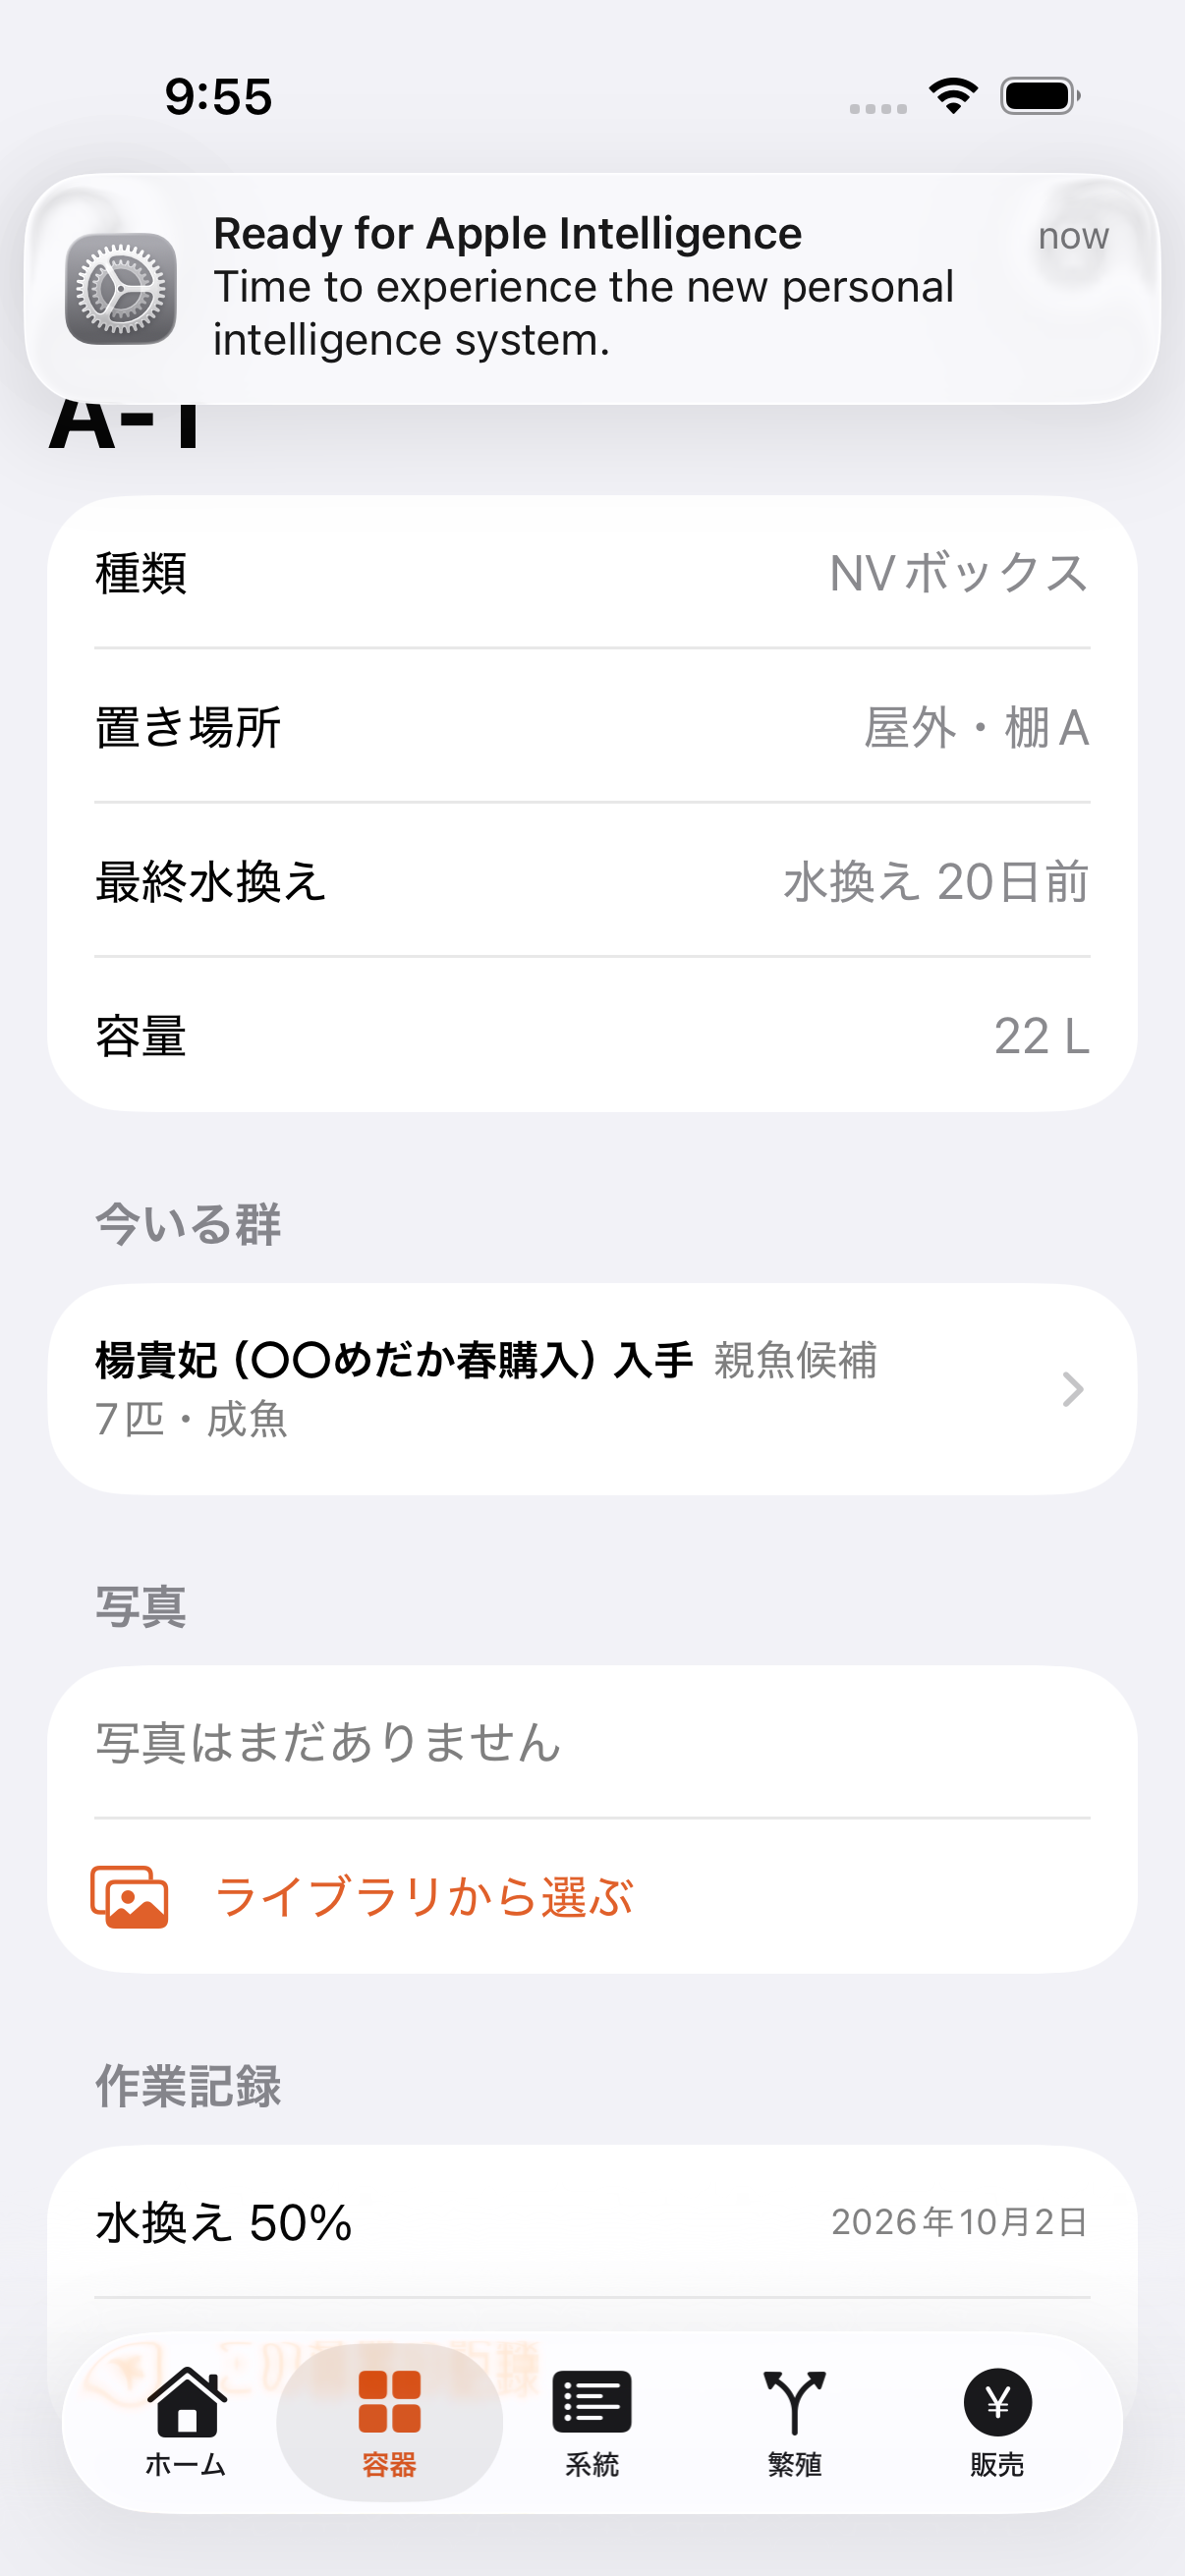 9:55
Ready for Apple Intelligence
now
Time to experience the new personal
intelligence system.
A-1
種類
NVボックス
置き場所
屋外・棚A
最終水換え
水換え 20日前
容量
22 L
今いる群
楊貴妃（〇〇めだか春購入）入手 親魚候補
7匹・成魚
写真
写真はまだありません
ライブラリから選ぶ
作業記録
水換え 50%
2026年10月2日
ホーム
容器
系統
繁殖
販売